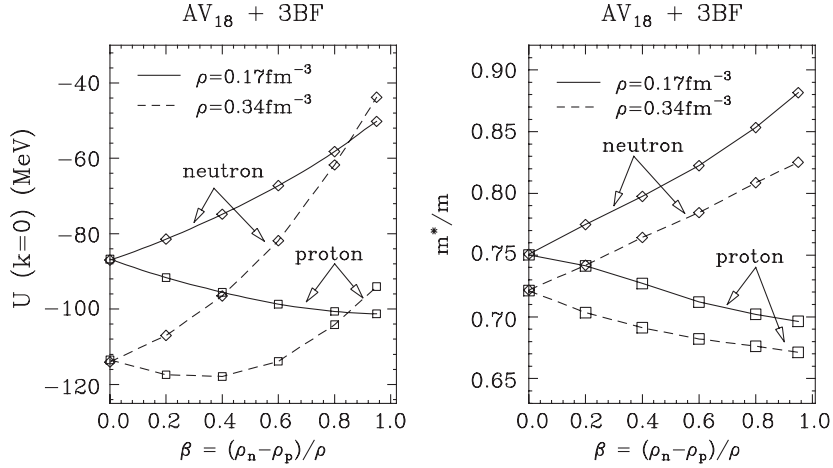 AV₁₈ + 3BF
U (k=0) (MeV)
−40
−60
−80
−100
−120
ρ=0.17fm⁻³
ρ=0.34fm⁻³
neutron
proton
0.0 0.2 0.4 0.6 0.8 1.0
β = (ρₙ−ρₚ)/ρ
AV₁₈ + 3BF
m*/m
0.90
0.85
0.80
0.75
0.70
0.65
ρ=0.17fm⁻³
ρ=0.34fm⁻³
neutron
proton
0.0 0.2 0.4 0.6 0.8 1.0
β = (ρₙ−ρₚ)/ρ